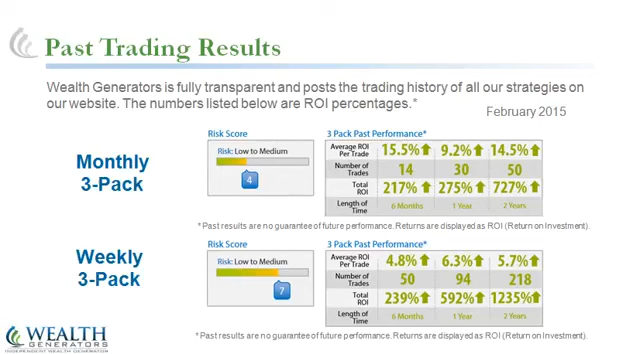 Past Trading Results
Wealth Generators is fully transparent and posts the trading history of all our strategies on
our website. The numbers listed below are ROI percentages.*
February 2015
Monthly
3-Pack
Risk Score
Risk: Low to Medium
4
3 Pack Past Performance*
Average ROI Per Trade 15.5% 9.2% 14.5%
Number of Trades 14 30 50
Total ROI 217% 275% 727%
Length of Time 6 Months 1 Year 2 Years
* Past results are no guarantee of future performance. Returns are displayed as ROI (Return on Investment).
Weekly
3-Pack
Risk Score
Risk: Low to Medium
7
3 Pack Past Performance*
Average ROI Per Trade 4.8% 6.3% 5.7%
Number of Trades 50 94 218
Total ROI 239% 592% 1235%
Length of Time 6 Months 1 Year 2 Years
* Past results are no guarantee of future performance. Returns are displayed as ROI (Return on Investment).
WEALTH
GENERATORS
INDEPENDENT WEALTH GENERATOR